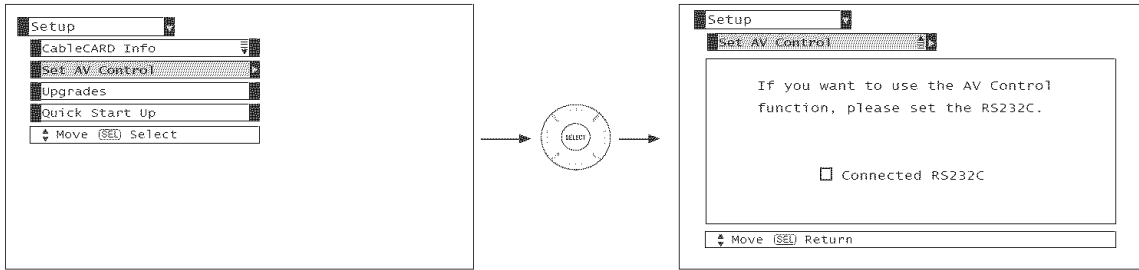 Setup
CableCARD Info
Set AV Control
Upgrades
Quick Start Up
Move SEL Select
SELECT
Setup
Set AV Control
If you want to use the AV Control
function, please set the RS232C.
Connected RS232C
Move SEL Return